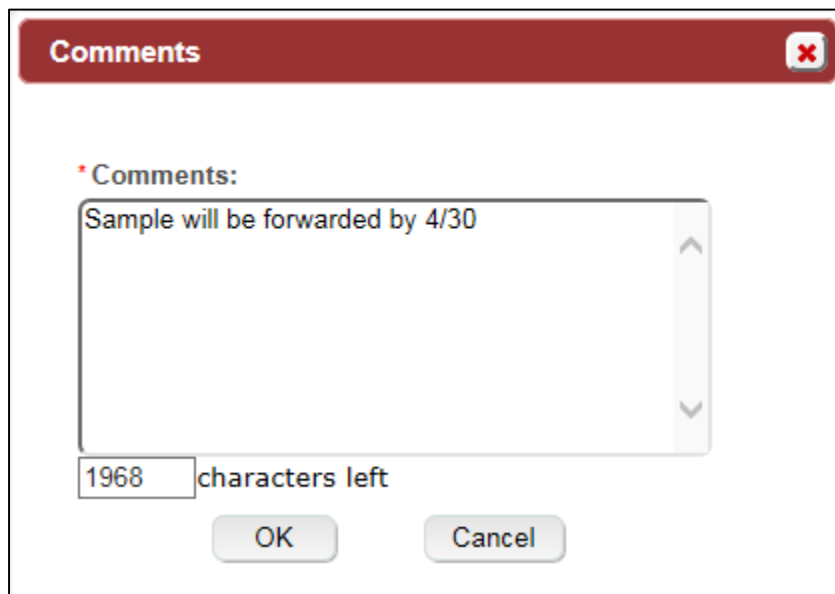 Comments
* Comments:
Sample will be forwarded by 4/30
1968 characters left
OK Cancel